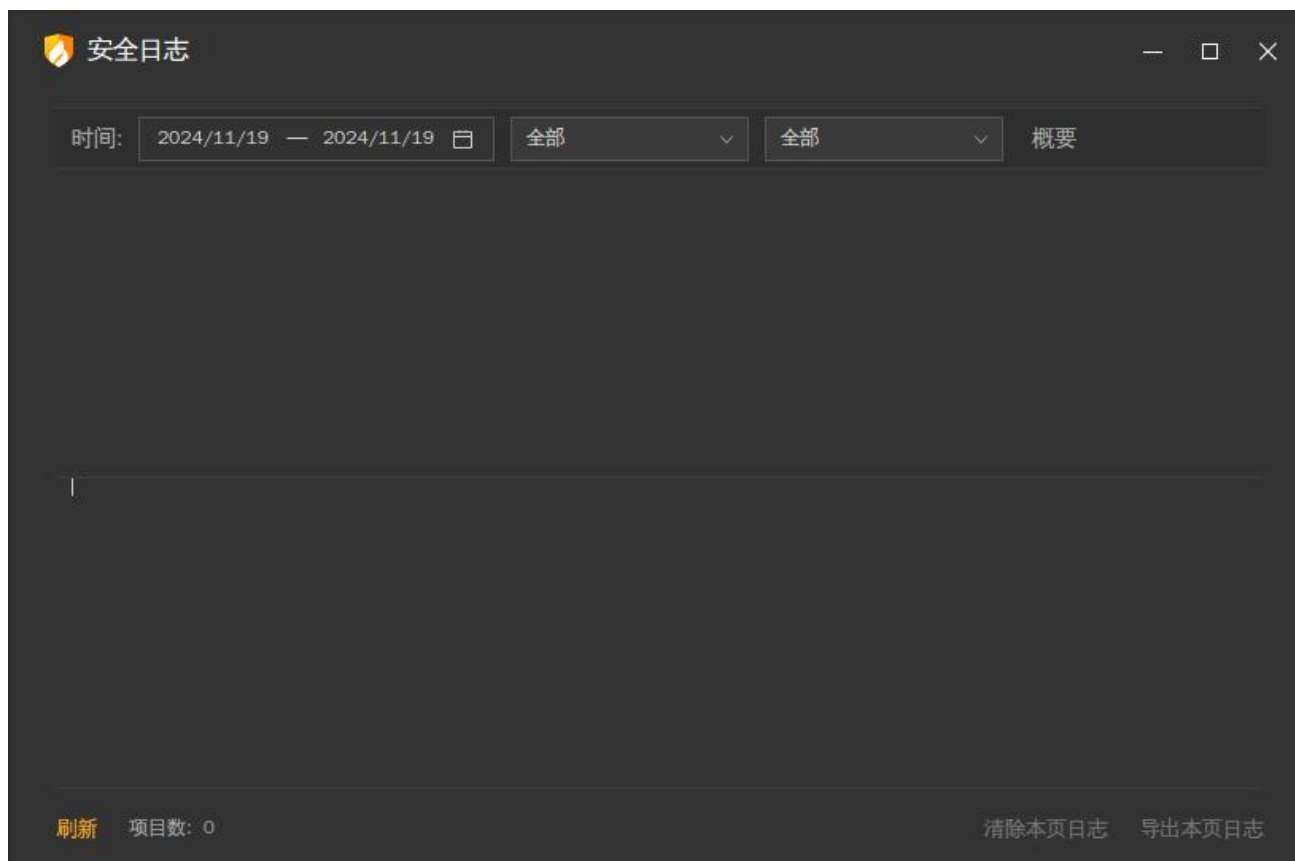 安全日志
时间: 2024/11/19 — 2024/11/19 全部 全部 概要
刷新 项目数: 0 清除本页日志 导出本页日志